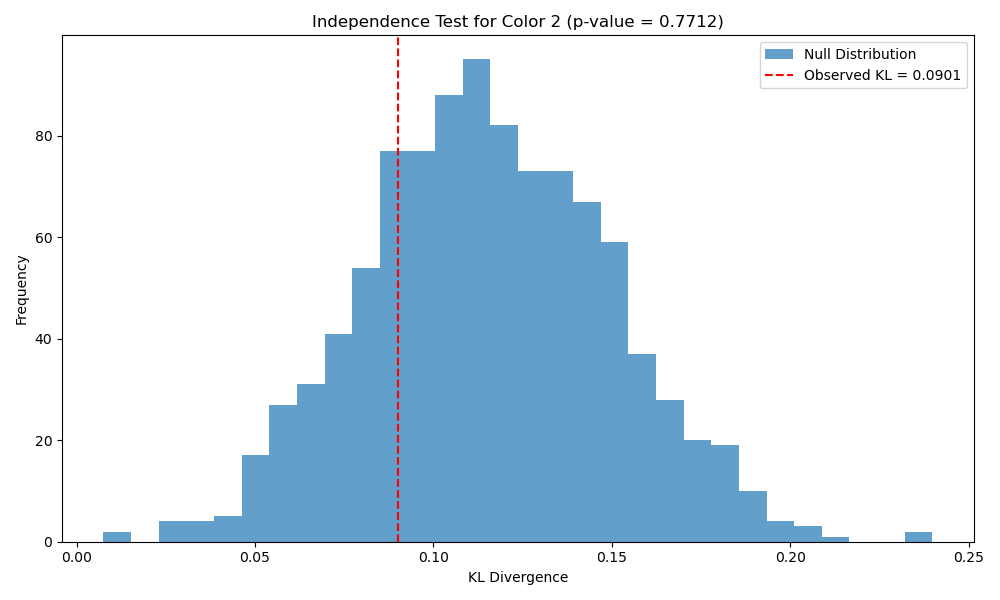 Independence Test for Color 2 (p-value = 0.7712)
Null Distribution
Observed KL = 0.0901
Frequency
80
60
40
20
0
0.00 0.05 0.10 0.15 0.20 0.25
KL Divergence